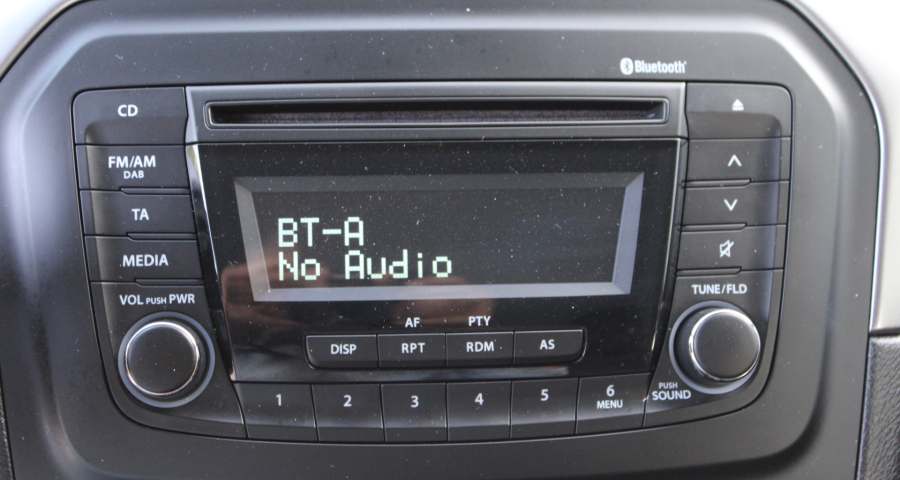 Bluetooth®
CD
FM/AM
DAB
TA
MEDIA
VOL PUSH PWR
BT-A
No Audio
TUNE/FLD
AF PTY
DISP RPT RDM AS
1 2 3 4 5 6
MENU
PUSH
SOUND